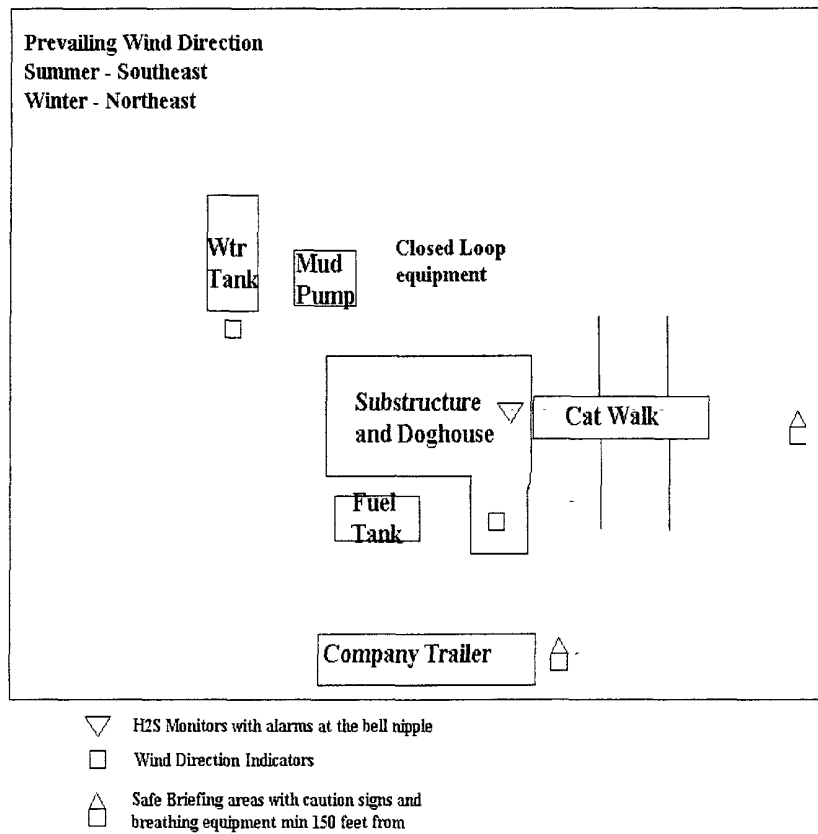 Prevailing Wind Direction
Summer - Southeast
Winter - Northeast
Wtr
Tank
Mud
Pump
Closed Loop
equipment
Substructure
and Doghouse
Cat Walk
Fuel
Tank
Company Trailer
H2S Monitors with alarms at the bell nipple
Wind Direction Indicators
Safe Briefing areas with caution signs and
breathing equipment min 150 feet from